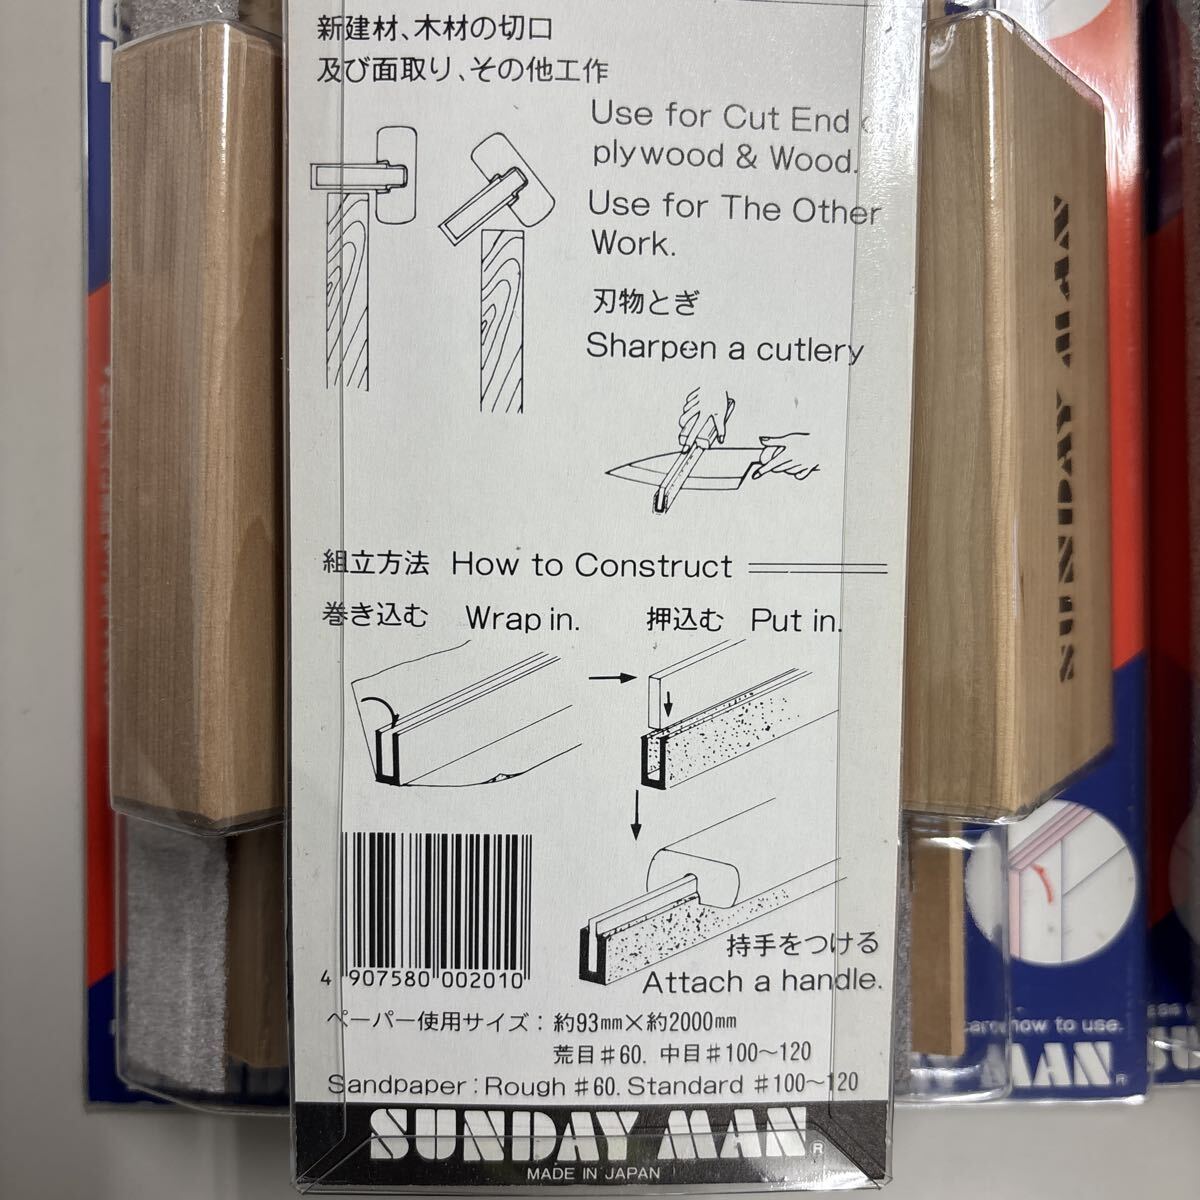 新建材、木材の切口
及び面取り、その他工作
Use for Cut End
plywood & Wood.
Use for The Other
Work.
刃物とぎ
Sharpen a cutlery
組立方法 How to Construct
巻き込む Wrap in.
押込む Put in.
持手をつける
Attach a handle.
4 907580 002010
ペーパー使用サイズ：約93mm×約2000mm
荒目♯60. 中目♯100～120
Sandpaper：Rough ♯60. Standard ♯100～120
SUNDAY MAN®
MADE IN JAPAN
SUNDAY MAN
how to use.
MAN®